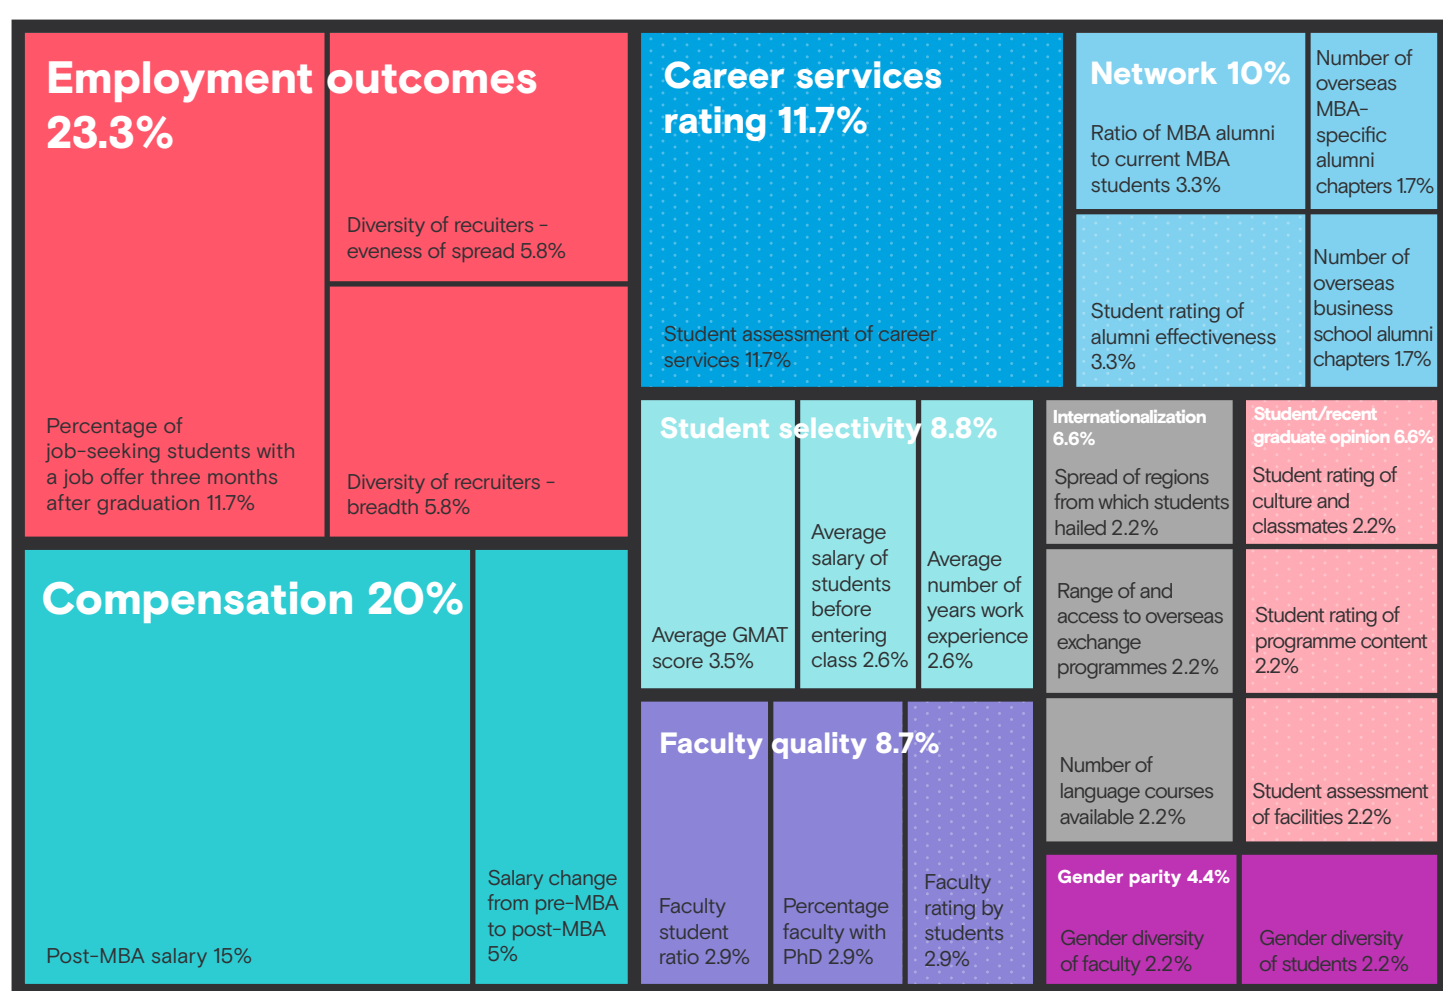 Employment outcomes
23.3%
Diversity of recuiters –
eveness of spread 5.8%
Percentage of
job-seeking students with
a job offer three months
after graduation 11.7%
Diversity of recruiters –
breadth 5.8%
Compensation 20%
Post-MBA salary 15%
Salary change
from pre-MBA
to post-MBA
5%
Career services
rating 11.7%
Student assessment of career
services 11.7%
Network 10%
Ratio of MBA alumni
to current MBA
students 3.3%
Number of
overseas
MBA-
specific
alumni
chapters 1.7%
Student rating of
alumni effectiveness
3.3%
Number of
overseas
business
school alumni
chapters 1.7%
Student selectivity 8.8%
Average GMAT
score 3.5%
Average
salary of
students
before
entering
class 2.6%
Average
number of
years work
experience
2.6%
Faculty quality 8.7%
Faculty
student
ratio 2.9%
Percentage
faculty with
PhD 2.9%
Faculty
rating by
students
2.9%
Internationalization
6.6%
Spread of regions
from which students
hailed 2.2%
Range of and
access to overseas
exchange
programmes 2.2%
Number of
language courses
available 2.2%
Student/recent
graduate opinion 6.6%
Student rating of
culture and
classmates 2.2%
Student rating of
programme content
2.2%
Student assessment
of facilities 2.2%
Gender parity 4.4%
Gender diversity
of faculty 2.2%
Gender diversity
of students 2.2%